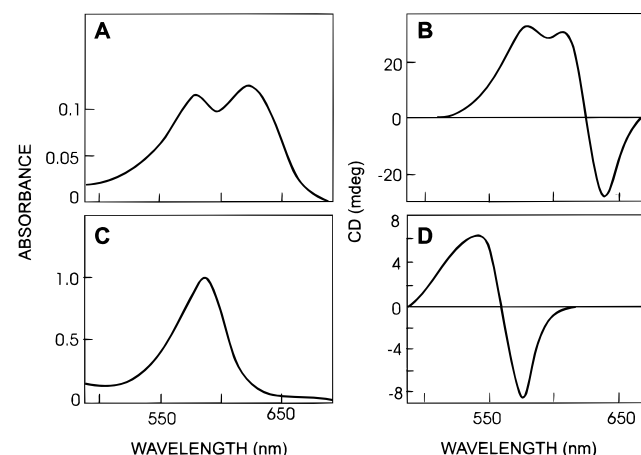 A
0.1
0.05
0
ABSORBANCE
B
20
0
-20
CD (mdeg)
C
1.0
0.5
0
550
650
WAVELENGTH (nm)
D
8
4
0
-4
-8
550
650
WAVELENGTH (nm)